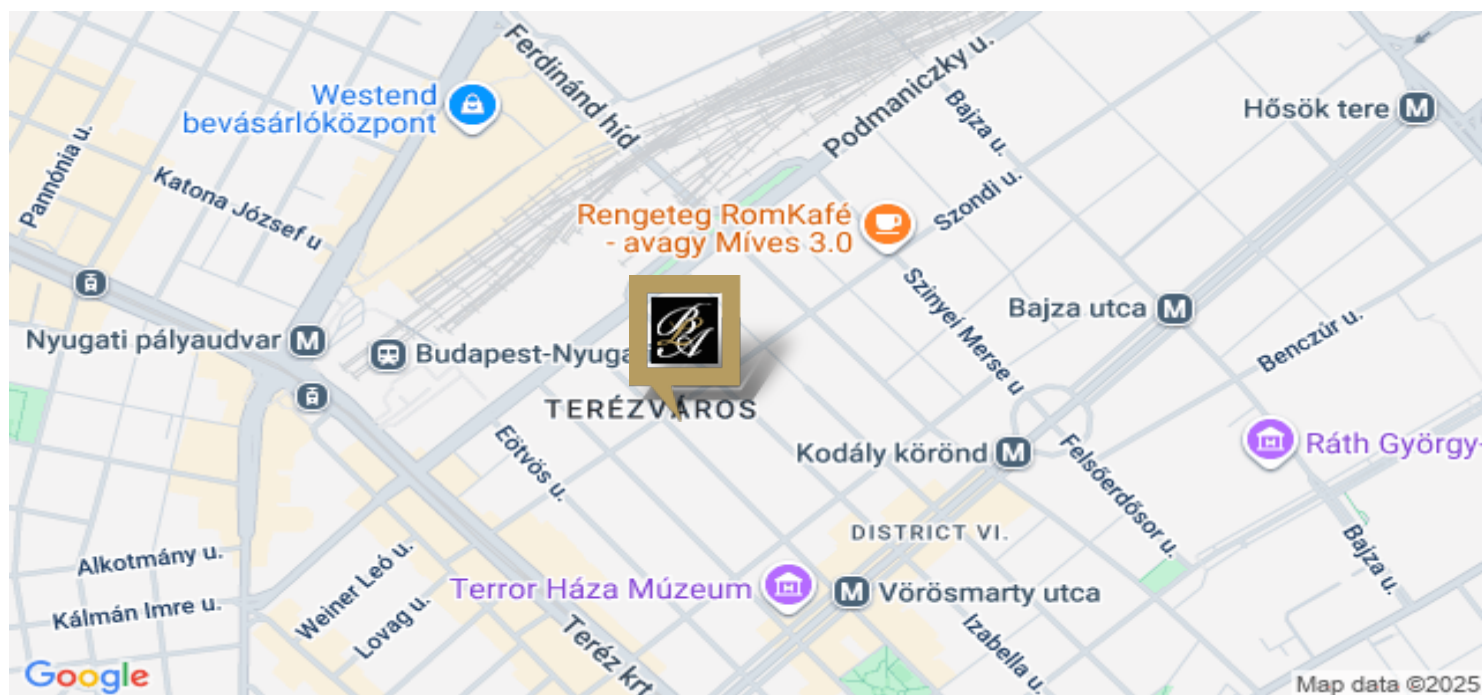 Ferdinánd híd
Podmaniczky u.
Westend
bevásárlóközpont
Bajza u.
Hősök tere
M
Pannónia u.
Katona József u
Rengeteg RomKafé
- avagy Míves 3.0
Szondi u.
Szinyei Merse u
Bajza utca
M
Benczúr u.
Nyugati pályaudvar
M
Budapest-Nyuga
TERÉZVÁROS
Eötvös u.
Kodály körönd
M
Felsőerdősor u.
Ráth György-
DISTRICT VI.
Bajza u.
Alkotmány u.
Weiner Leó u.
Kálmán Imre u.
Lovag u.
Terror Háza Múzeum
M
Vörösmarty utca
Teréz krt
Izabella u.
Google
Map data ©2025